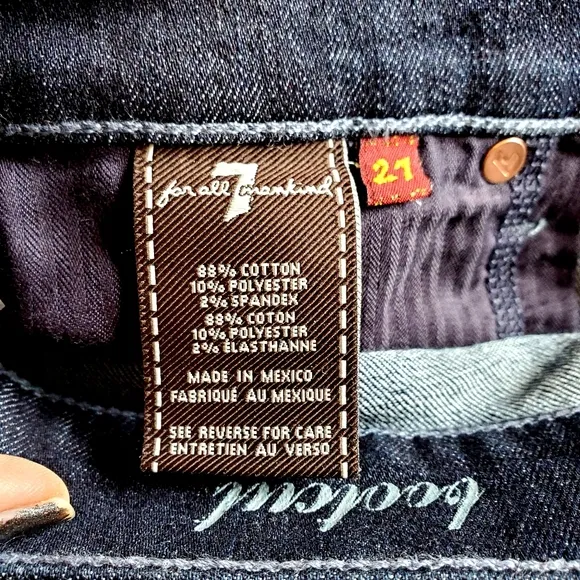 7
for all mankind
27
88% COTTON
10% POLYESTER
2% SPANDEX
88% COTON
10% POLYESTER
2% ÉLASTHANNE
MADE IN MEXICO
FABRIQUÉ AU MEXIQUE
SEE REVERSE FOR CARE
ENTRETIEN AU VERSO
bootcut